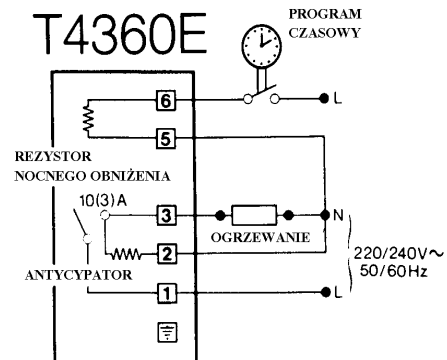 T4360E
PROGRAM
CZASOWY
6
L
5
REZYSTOR
NOCNEGO OBNIŻENIA
10(3)A
3
N
OGRZEWANIE
2
220/240V~
50/60Hz
ANTYCYPATOR
1
L